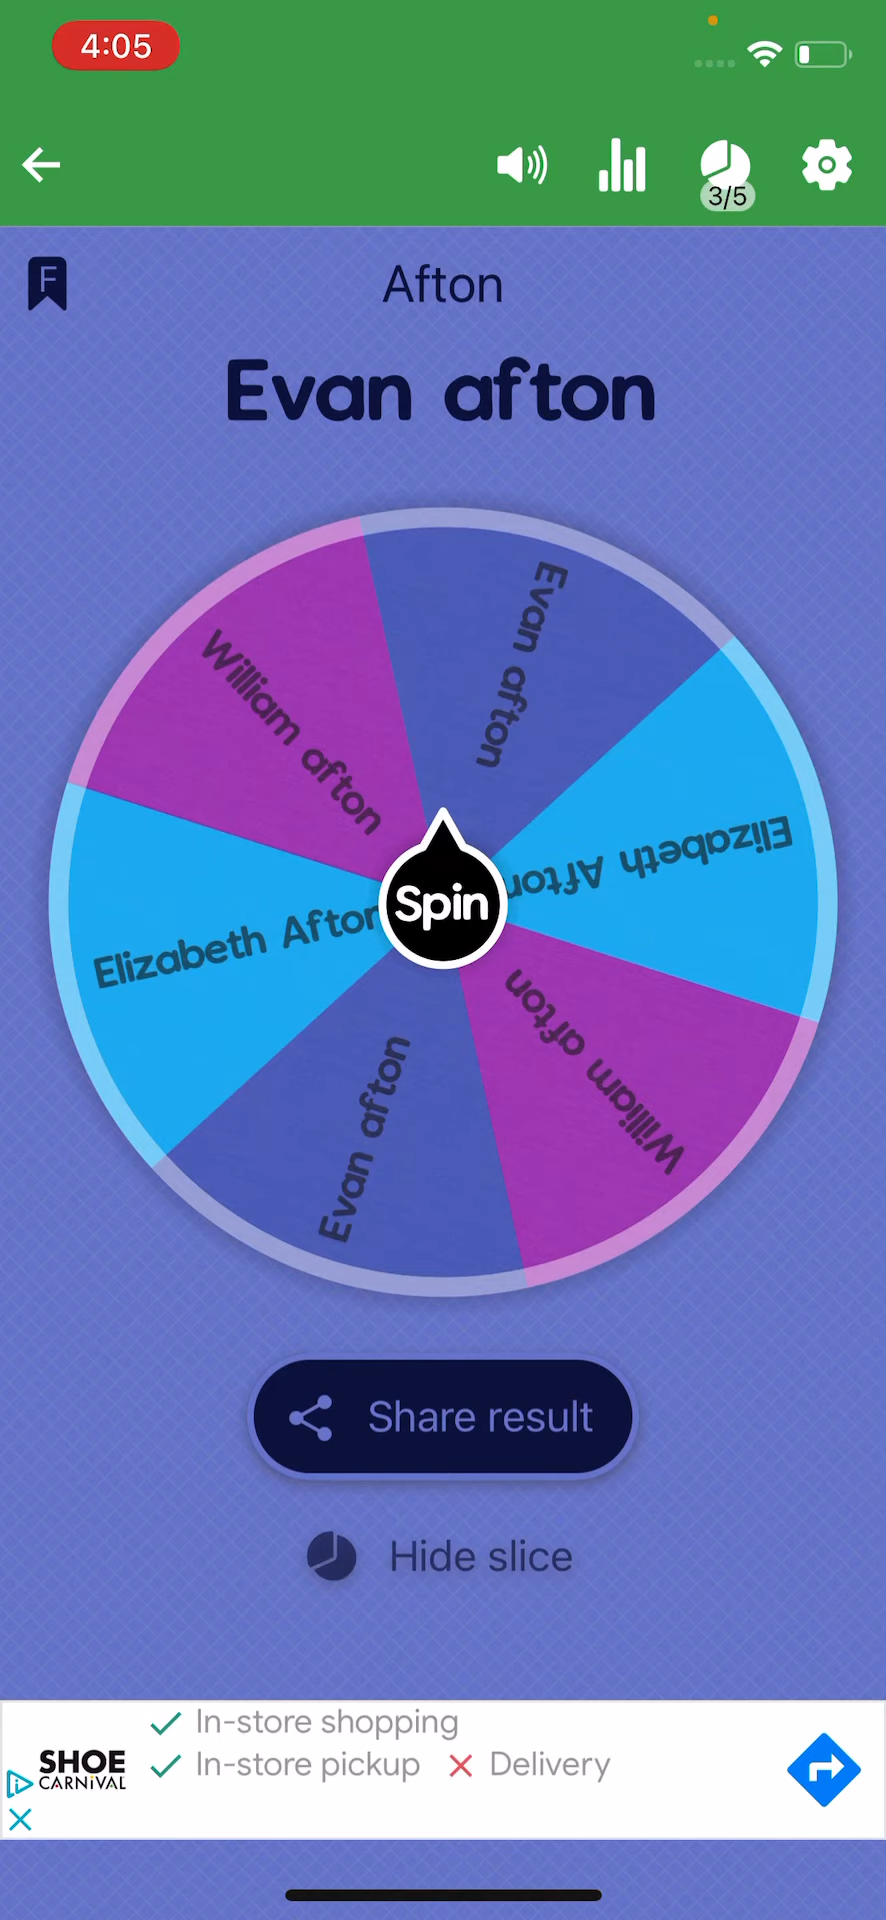 4:05
3/5
F
Afton
Evan afton
Evan afton
William afton
Elizabeth Afton
Elizabeth Afton
William afton
Evan afton
Spin
Share result
Hide slice
In-store shopping
SHOE CARNiVAL
In-store pickup Delivery